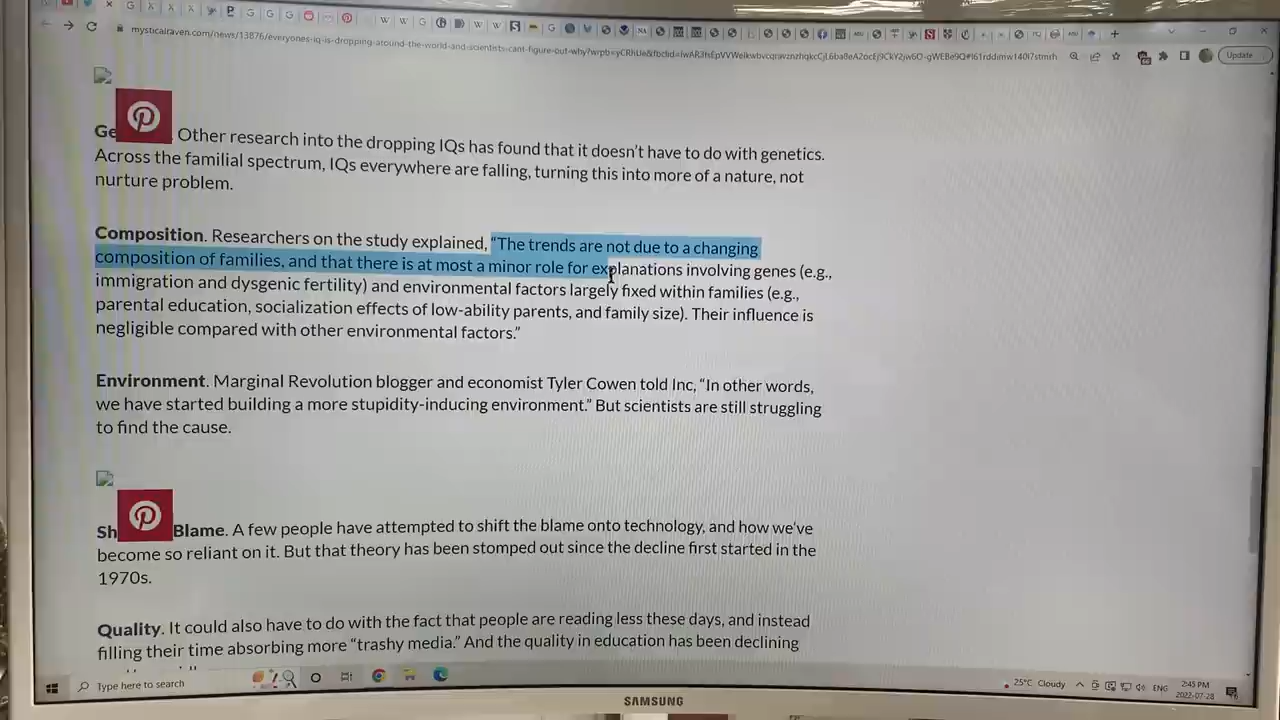 Ge . Other research into the dropping IQs has found that it doesn't have to do with genetics.
Across the familial spectrum, IQs everywhere are falling, turning this into more of a nature, not
nurture problem.
Composition. Researchers on the study explained, "The trends are not due to a changing
composition of families, and that there is at most a minor role for explanations involving genes (e.g.,
immigration and dysgenic fertility) and environmental factors largely fixed within families (e.g.,
parental education, socialization effects of low-ability parents, and family size). Their influence is
negligible compared with other environmental factors."
Environment. Marginal Revolution blogger and economist Tyler Cowen told Inc, "In other words,
we have started building a more stupidity-inducing environment." But scientists are still struggling
to find the cause.
Sh Blame. A few people have attempted to shift the blame onto technology, and how we've
become so reliant on it. But that theory has been stomped out since the decline first started in the
1970s.
Quality. It could also have to do with the fact that people are reading less these days, and instead
filling their time absorbing more "trashy media." And the quality in education has been declining
Type here to search
25°C Cloudy
ENG
2:45 PM
2022-07-28
Update
SAMSUNG